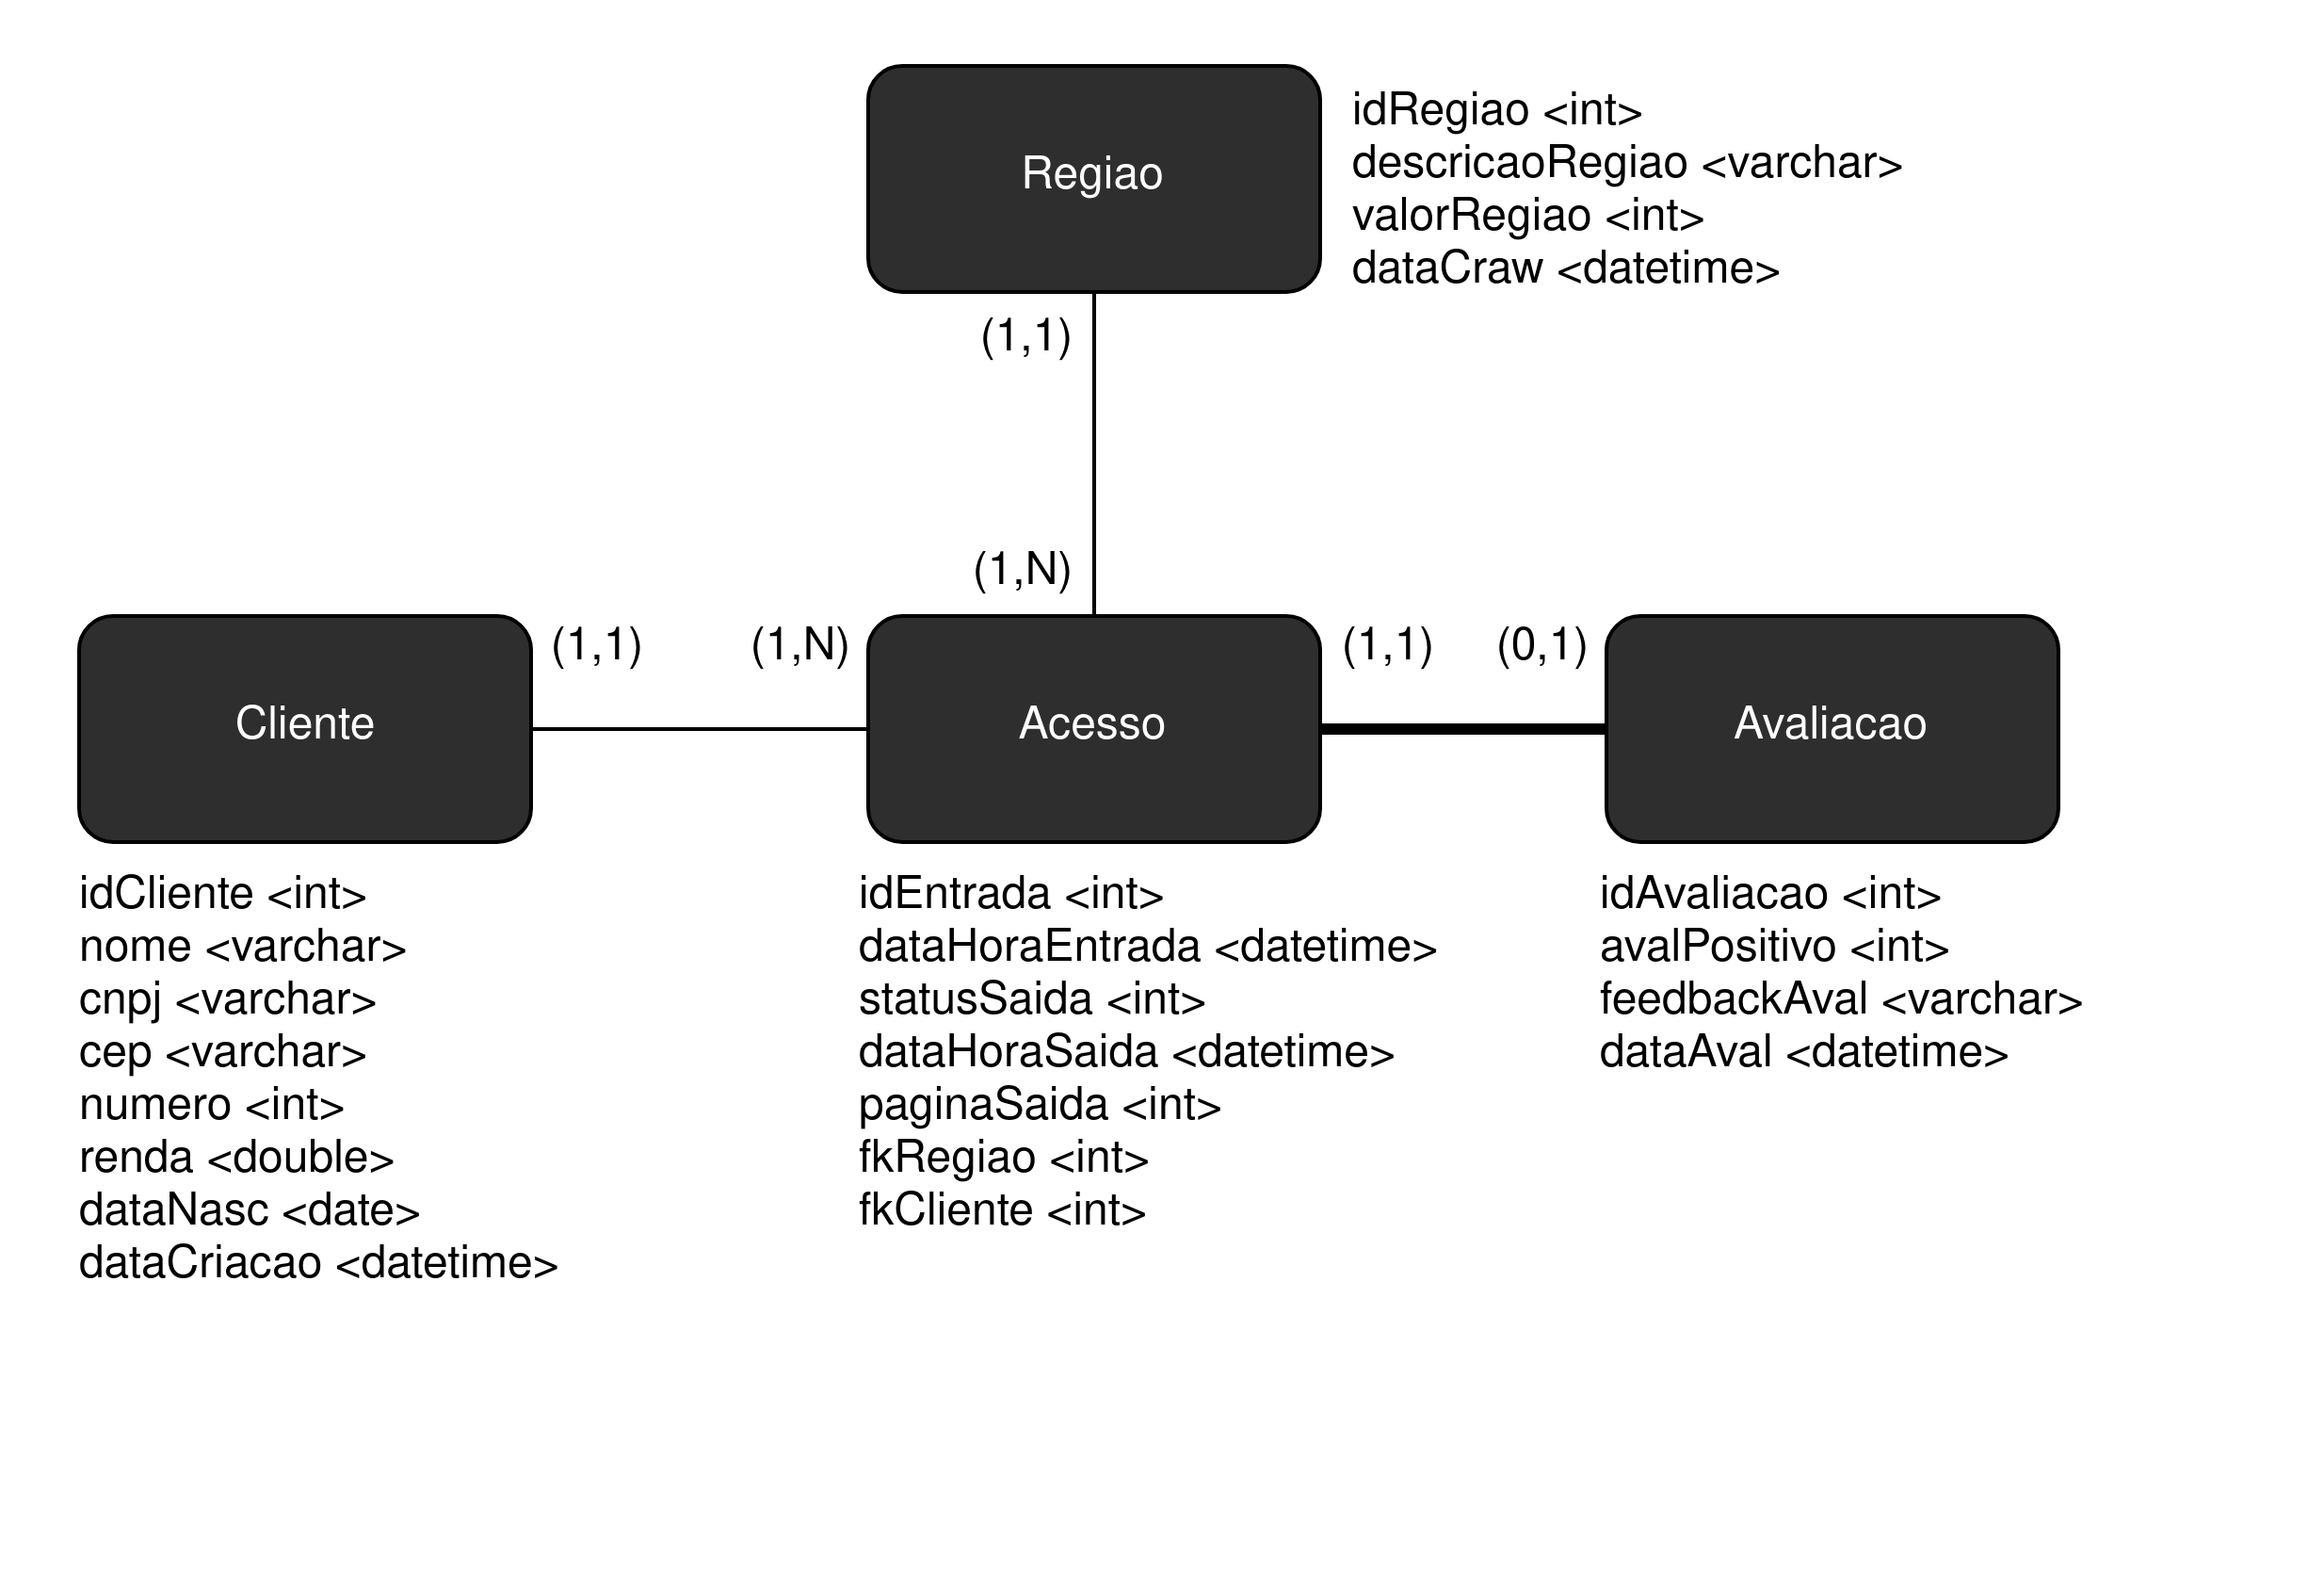 Regiao
idRegiao <int>
descricaoRegiao <varchar>
valorRegiao <int>
dataCraw <datetime>
(1,1)
(1,N)
Cliente
(1,1)
(1,N)
Acesso
(1,1)
(0,1)
Avaliacao
idCliente <int>
nome <varchar>
cnpj <varchar>
cep <varchar>
numero <int>
renda <double>
dataNasc <date>
dataCriacao <datetime>
idEntrada <int>
dataHoraEntrada <datetime>
statusSaida <int>
dataHoraSaida <datetime>
paginaSaida <int>
fkRegiao <int>
fkCliente <int>
idAvaliacao <int>
avalPositivo <int>
feedbackAval <varchar>
dataAval <datetime>